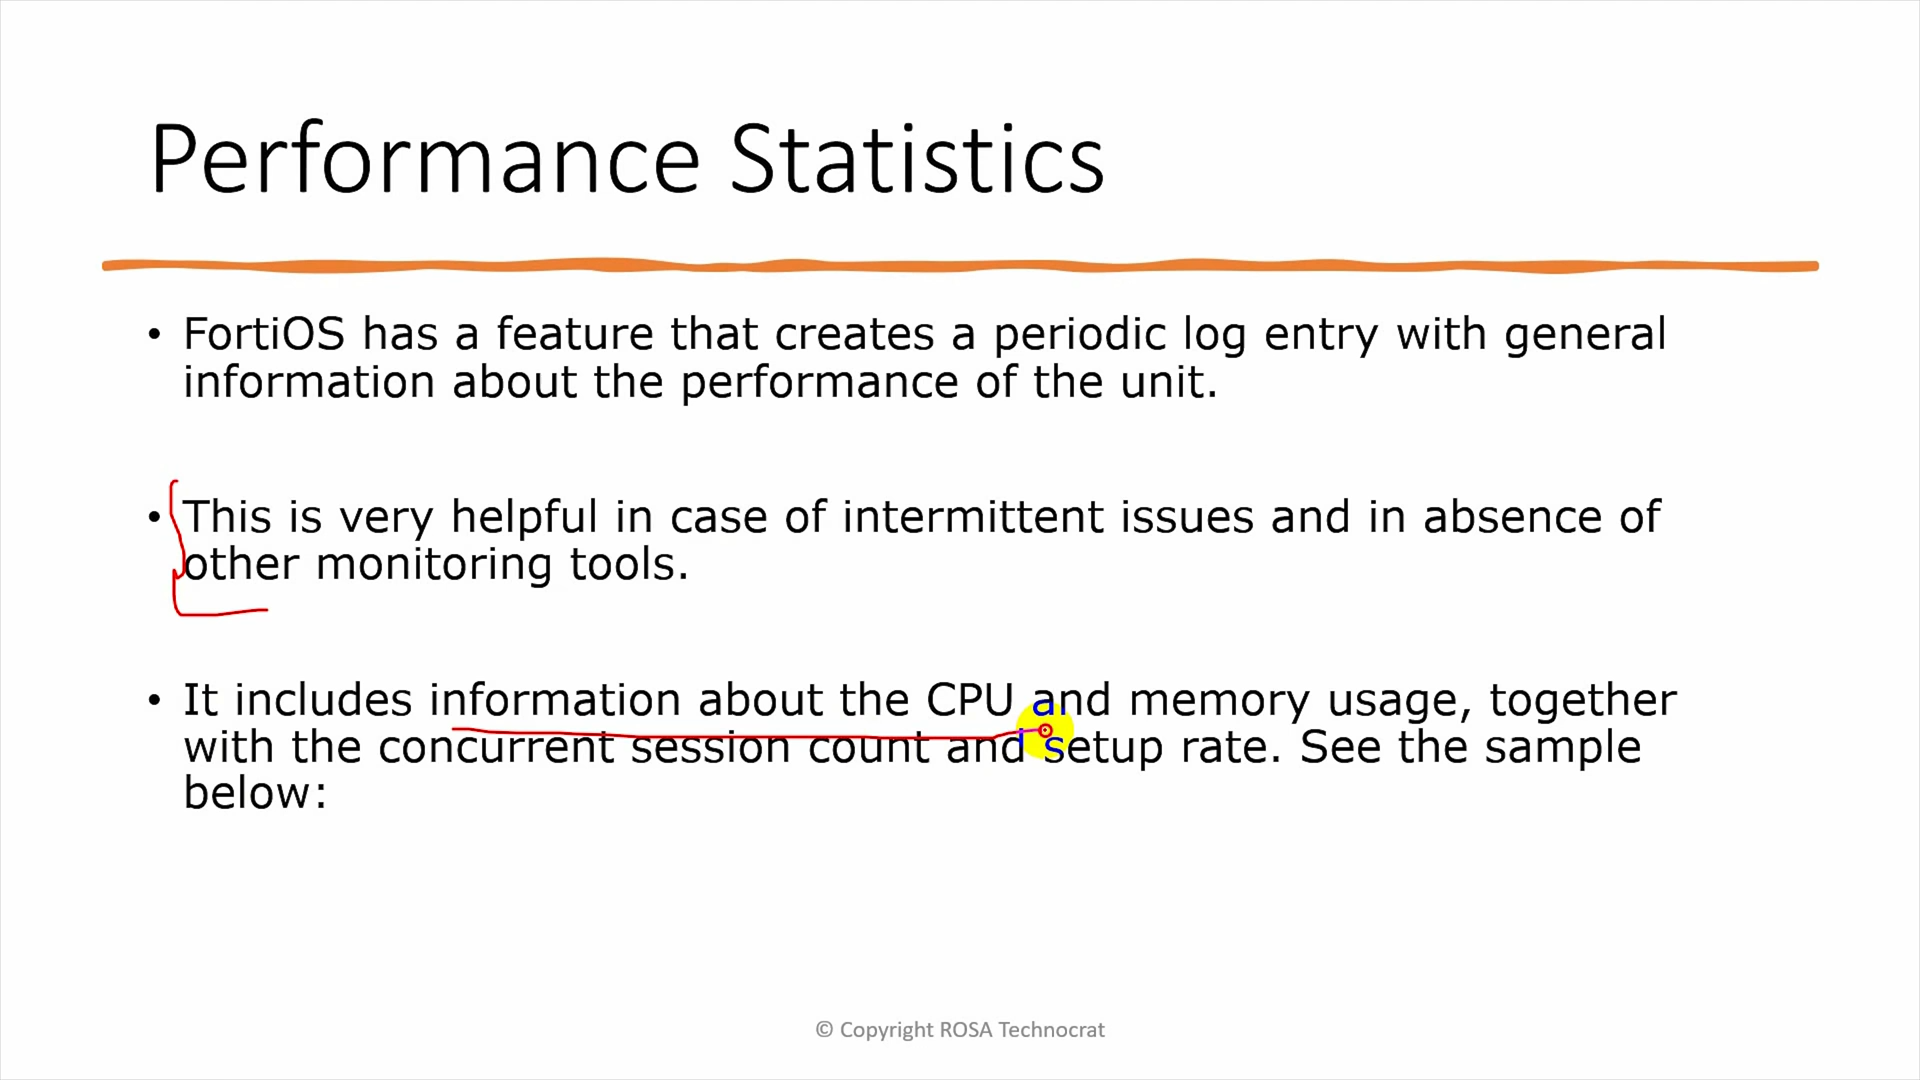 Performance Statistics
• FortiOS has a feature that creates a periodic log entry with general
information about the performance of the unit.
• This is very helpful in case of intermittent issues and in absence of
other monitoring tools.
• It includes information about the CPU and memory usage, together
with the concurrent session count and setup rate. See the sample
below:
© Copyright ROSA Technocrat